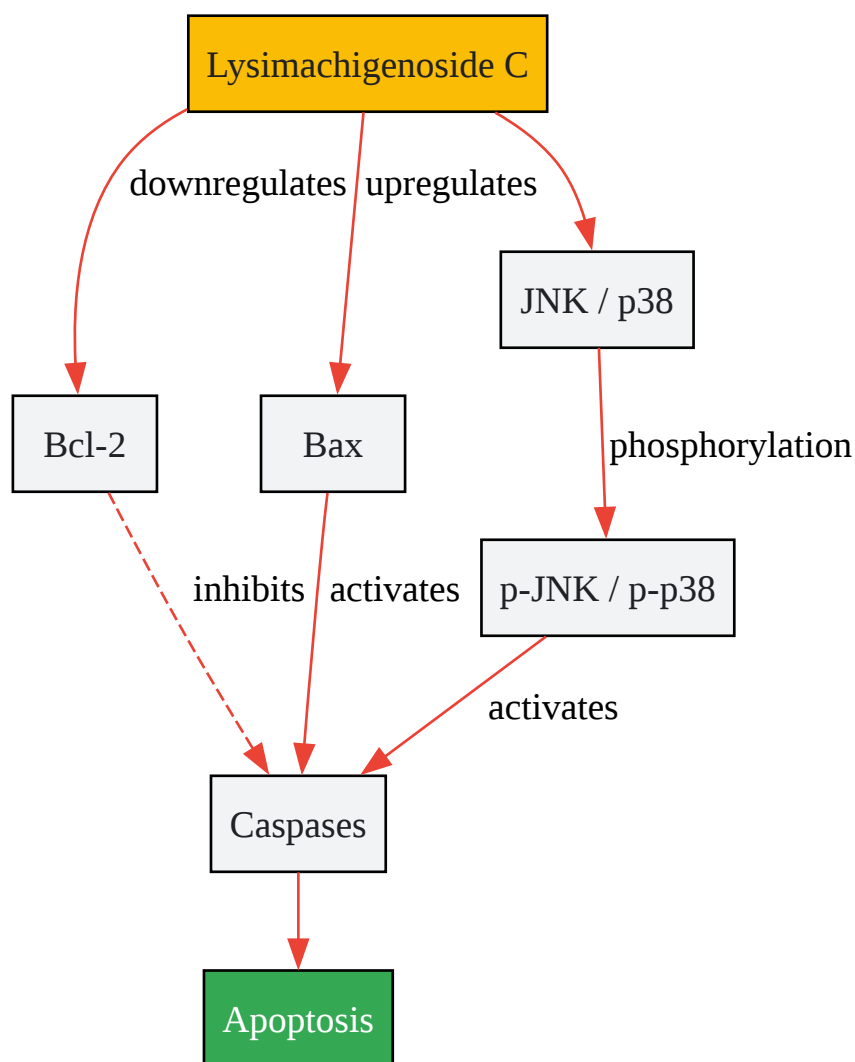 Lysimachigenoside C
downregulates
upregulates
JNK / p38
Bcl-2
Bax
phosphorylation
inhibits
activates
p-JNK / p-p38
activates
Caspases
Apoptosis